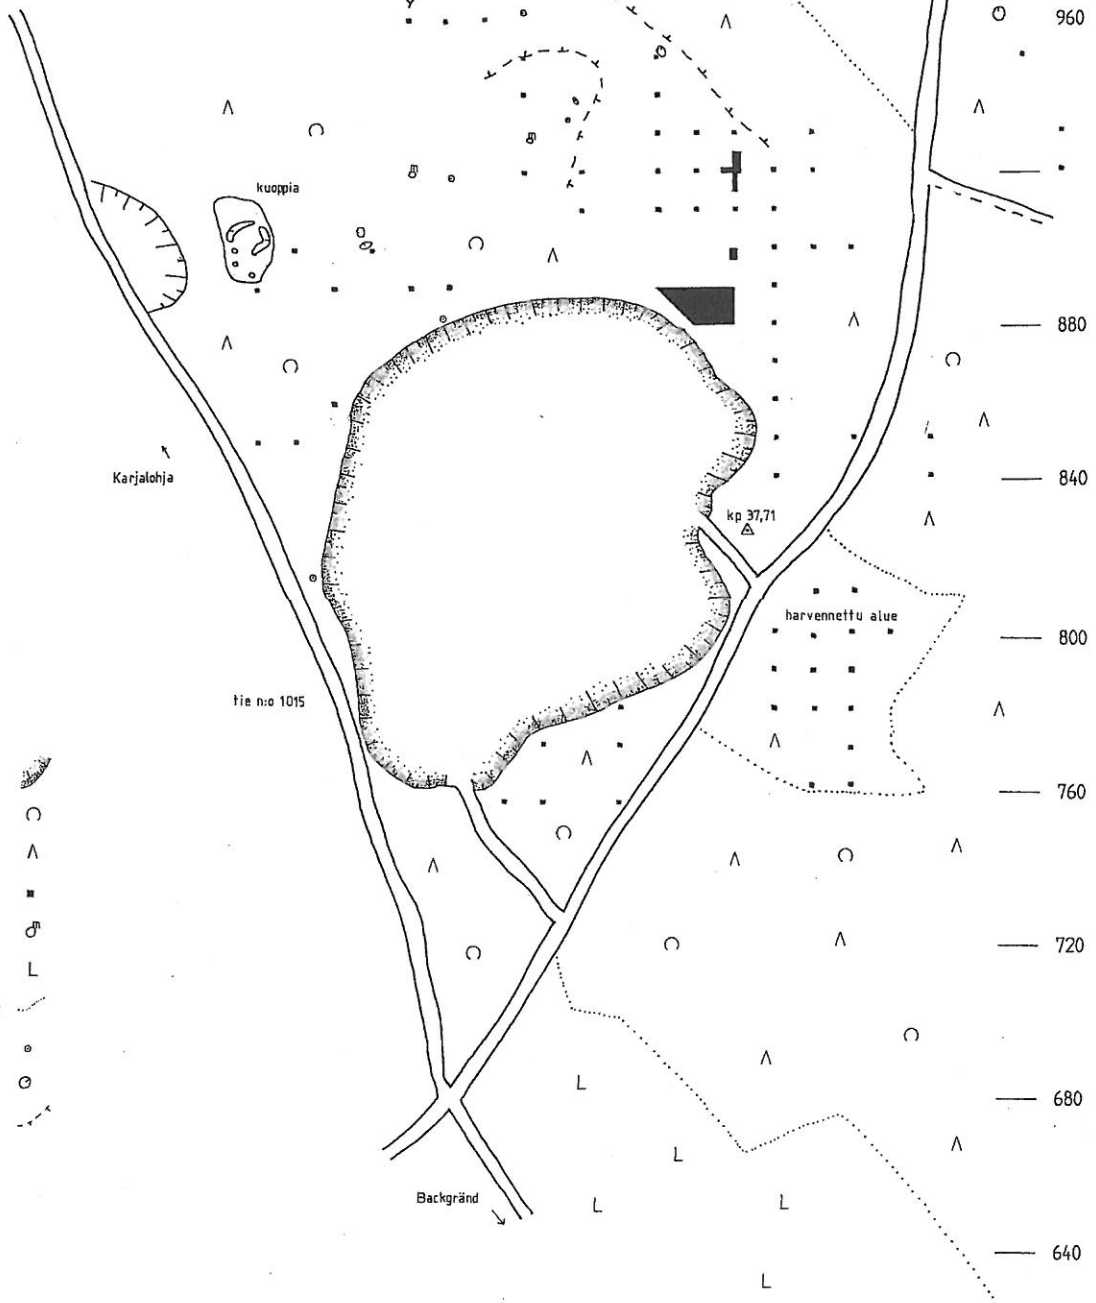 960
kuoppia
880
Karjalohja
840
kp 37,71
harvennettu alue
800
tie n:o 1015
760
720
680
Backgränd
640